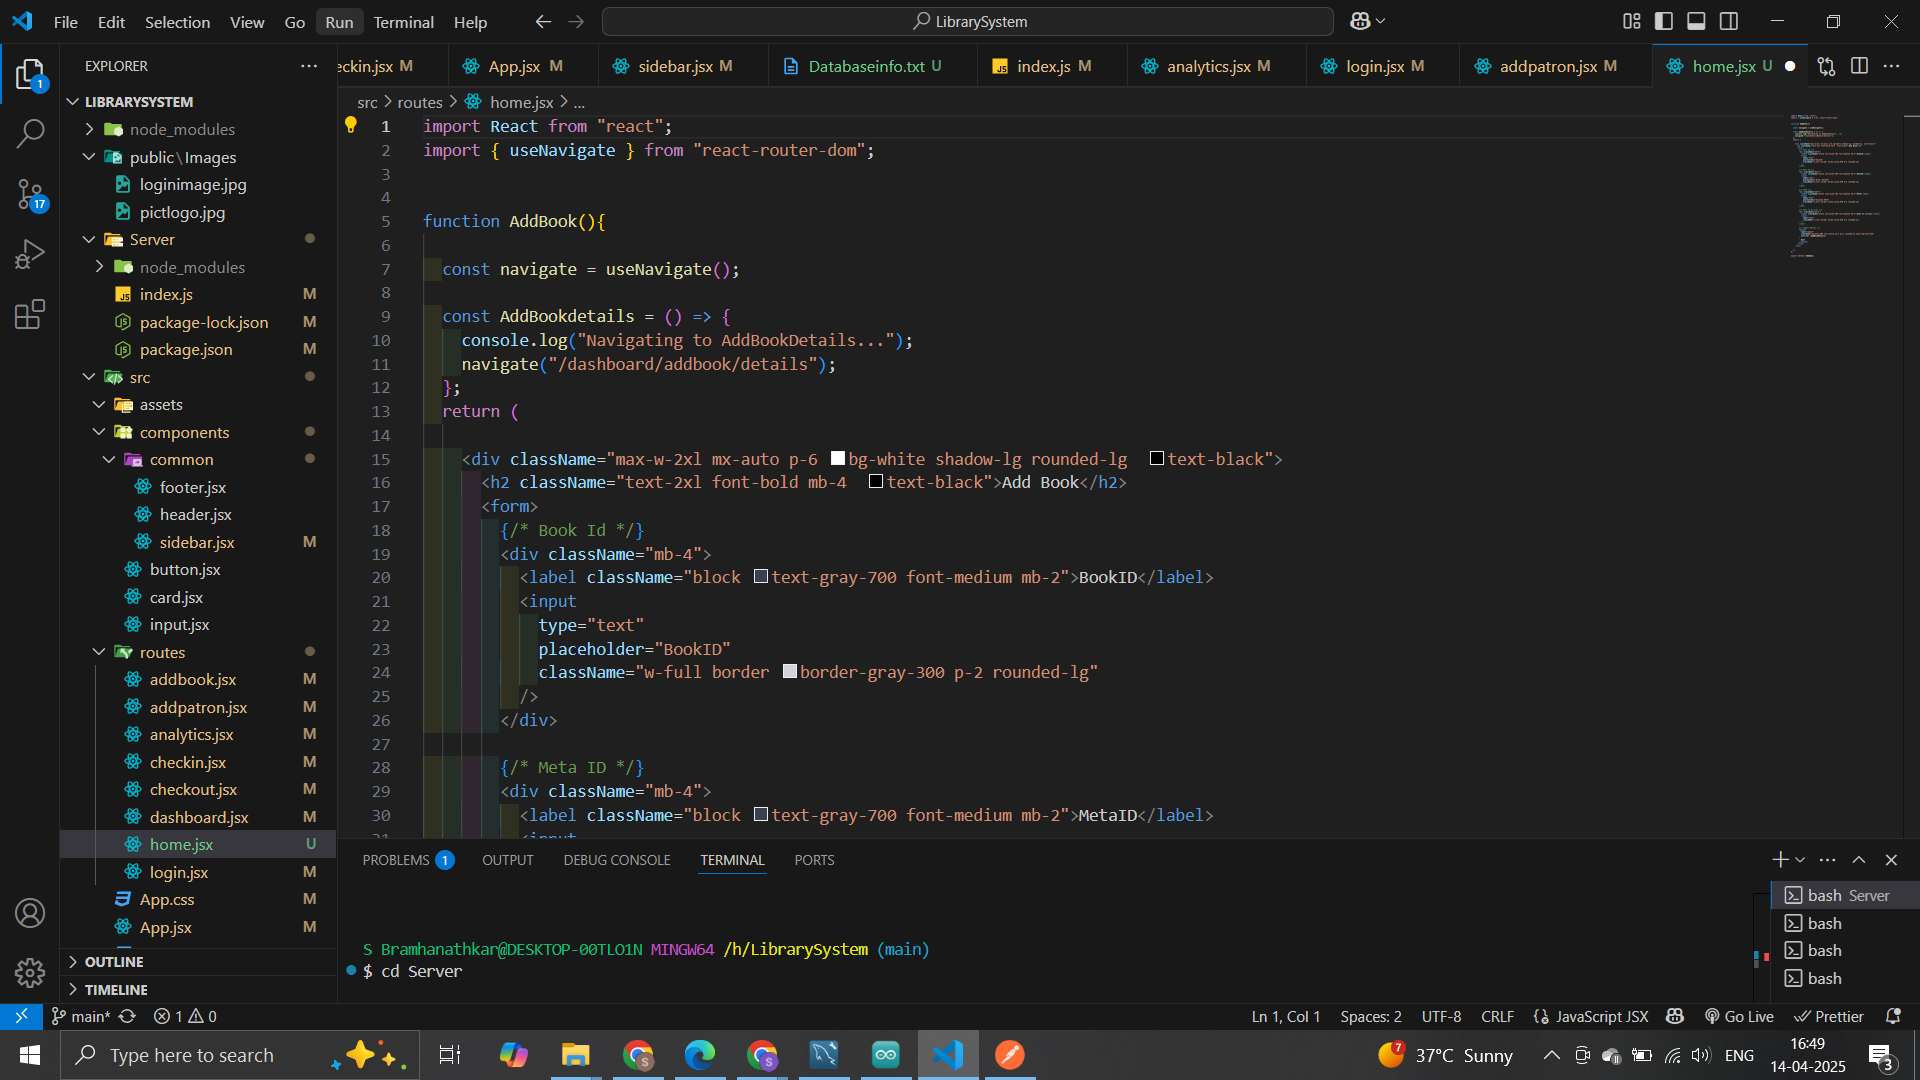 File Edit Selection View Go Run Terminal Help
LibrarySystem
EXPLORER
LIBRARYSYSTEM
node_modules
public\Images
loginimage.jpg
pictlogo.jpg
Server
node_modules
index.js M
package-lock.json M
package.json M
src
assets
components
common
footer.jsx
header.jsx
sidebar.jsx M
button.jsx
card.jsx
input.jsx
routes
addbook.jsx M
addpatron.jsx M
analytics.jsx M
checkin.jsx M
checkout.jsx M
dashboard.jsx M
home.jsx U
login.jsx M
App.css M
App.jsx M
OUTLINE
TIMELINE
1
17
eckin.jsx M App.jsx M sidebar.jsx M Databaseinfo.txt U index.js M analytics.jsx M login.jsx M addpatron.jsx M home.jsx U
src > routes > home.jsx > ...
1 import React from "react";
2 import { useNavigate } from "react-router-dom";
3
4
5 function AddBook(){
6
7 const navigate = useNavigate();
8
9 const AddBookdetails = () => {
10 console.log("Navigating to AddBookDetails...");
11 navigate("/dashboard/addbook/details");
12 };
13 return (
14
15 <div className="max-w-2xl mx-auto p-6 bg-white shadow-lg rounded-lg text-black">
16 <h2 className="text-2xl font-bold mb-4 text-black">Add Book</h2>
17 <form>
18 {/* Book Id */}
19 <div className="mb-4">
20 <label className="block text-gray-700 font-medium mb-2">BookID</label>
21 <input
22 type="text"
23 placeholder="BookID"
24 className="w-full border border-gray-300 p-2 rounded-lg"
25 />
26 </div>
27
28 {/* Meta ID */}
29 <div className="mb-4">
30 <label className="block text-gray-700 font-medium mb-2">MetaID</label>
31 <input
PROBLEMS 1 OUTPUT DEBUG CONSOLE TERMINAL PORTS
S Bramhanathkar@DESKTOP-00TLO1N MINGW64 /h/LibrarySystem (main)
$ cd Server
bash Server
bash
bash
bash
main* 1 0
Ln 1, Col 1 Spaces: 2 UTF-8 CRLF JavaScript JSX Go Live Prettier
Type here to search
37°C Sunny
ENG
16:49
14-04-2025
3